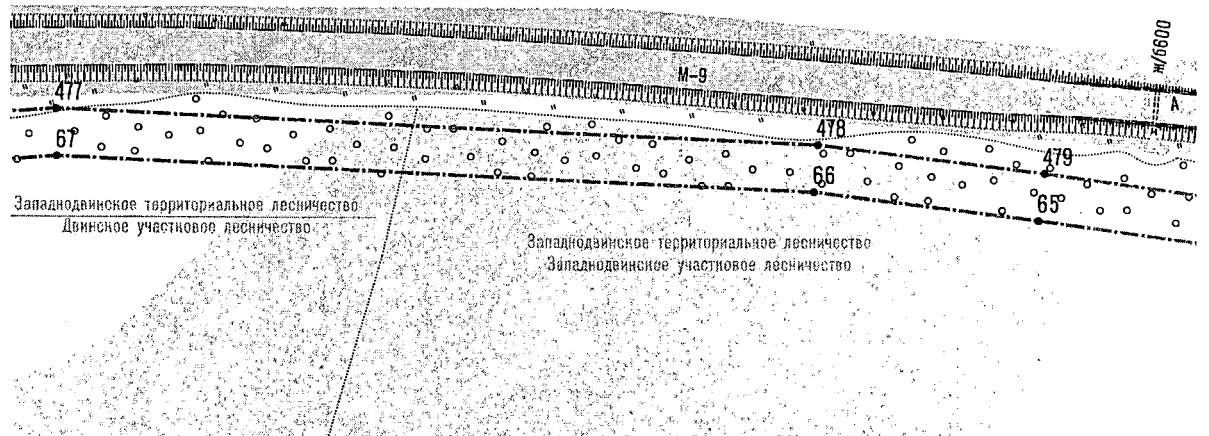 М-9
А
477
478
479
67
66
65
Западнодвинское территориальное лесничество
Двинское участковое лесничество
Западнодвинское территориальное лесничество
Западнодвинское участковое лесничество